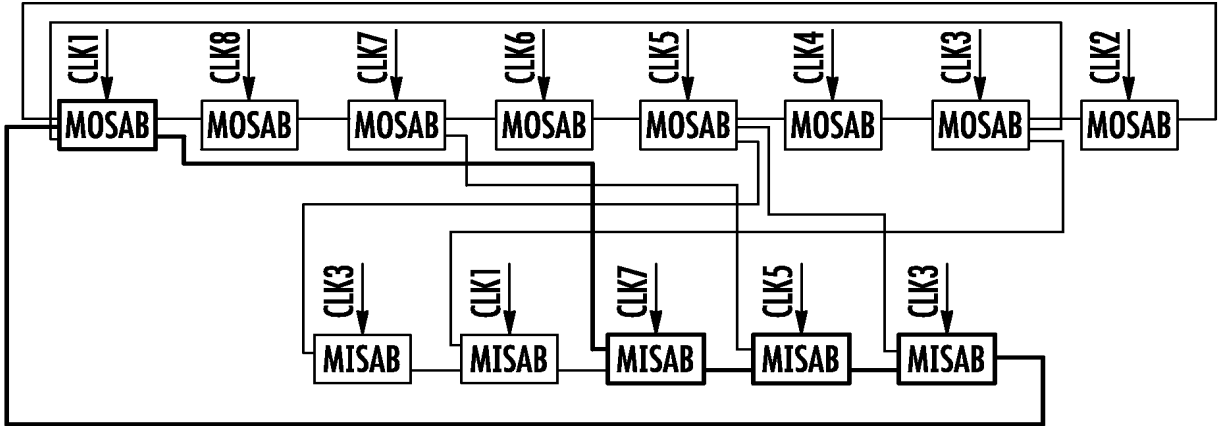 CLK1 CLK8 CLK7 CLK6 CLK5 CLK4 CLK3 CLK2
MOSAB MOSAB MOSAB MOSAB MOSAB MOSAB MOSAB MOSAB
CLK3 CLK1 CLK7 CLK5 CLK3
MISAB MISAB MISAB MISAB MISAB